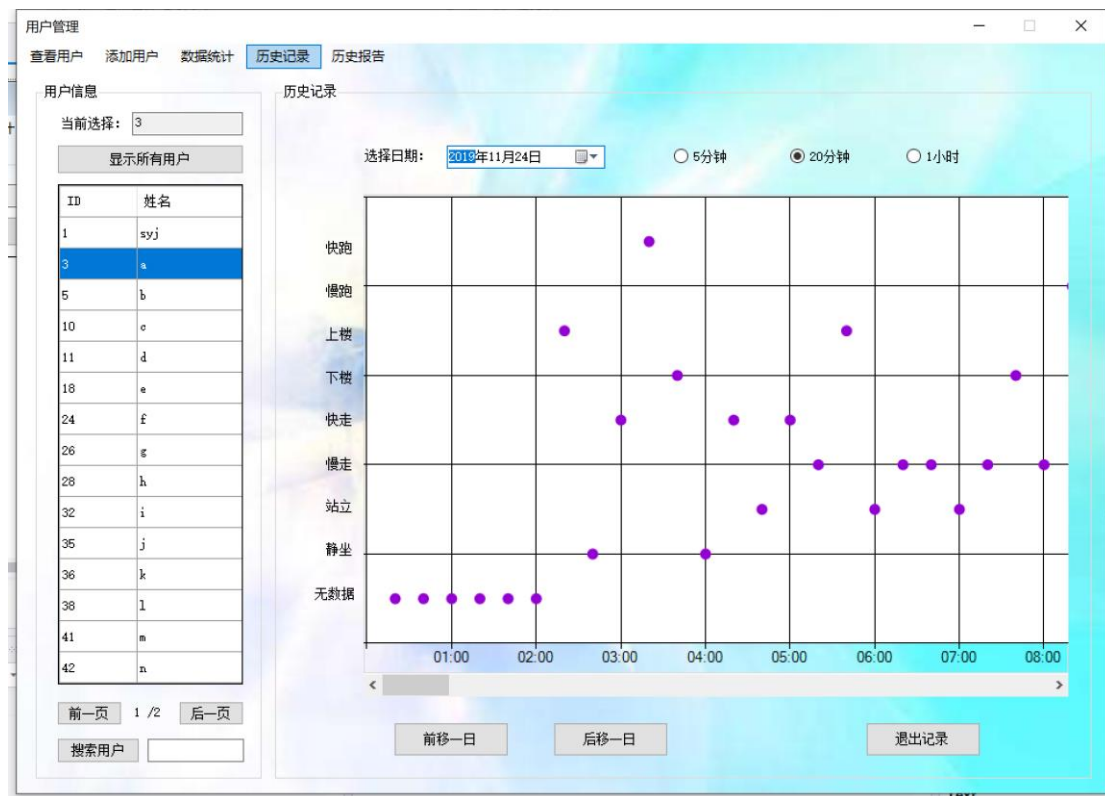 用户管理
查看用户 添加用户 数据统计 历史记录 历史报告
用户信息
当前选择: 3
显示所有用户
ID 姓名
1 syj
3 a
5 b
10 c
11 d
18 e
24 f
26 g
28 h
32 i
35 j
36 k
38 l
41 m
42 n
前一页 1 /2 后一页
搜索用户
历史记录
选择日期: 2019年11月24日 5分钟 20分钟 1小时
快跑
慢跑
上楼
下楼
快走
慢走
站立
静坐
无数据
01:00 02:00 03:00 04:00 05:00 06:00 07:00 08:00
前移一日 后移一日 退出记录